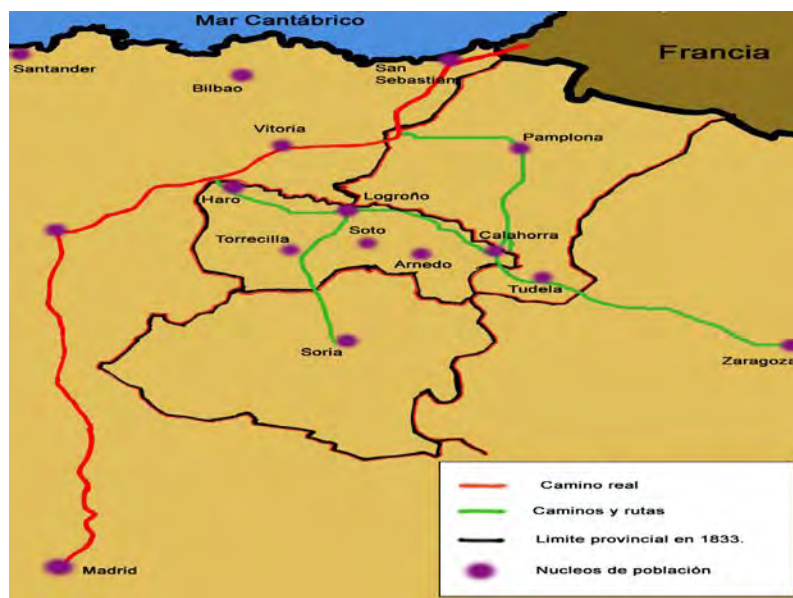 Mar Cantábrico
Francia
Santander
San
Sebastián
Bilbao
Vitoria
Pamplona
Haro
Logroño
Soto
Torrecilla
Arnedo
Calahorra
Tudela
Soria
Zaragoza
Madrid
Camino real
Caminos y rutas
Limite provincial en 1833.
Nucleos de población